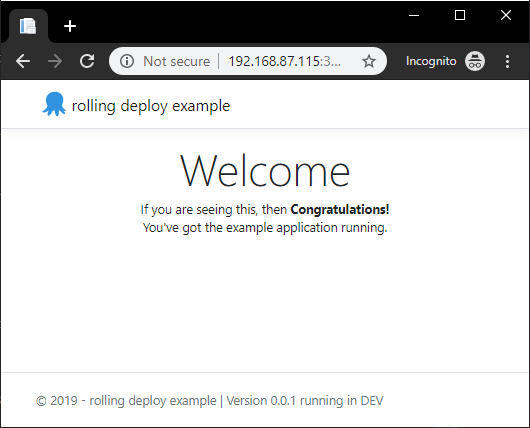 Not secure | 192.168.87.115:3... Incognito
rolling deploy example
Welcome
If you are seeing this, then Congratulations!
You've got the example application running.
© 2019 - rolling deploy example | Version 0.0.1 running in DEV